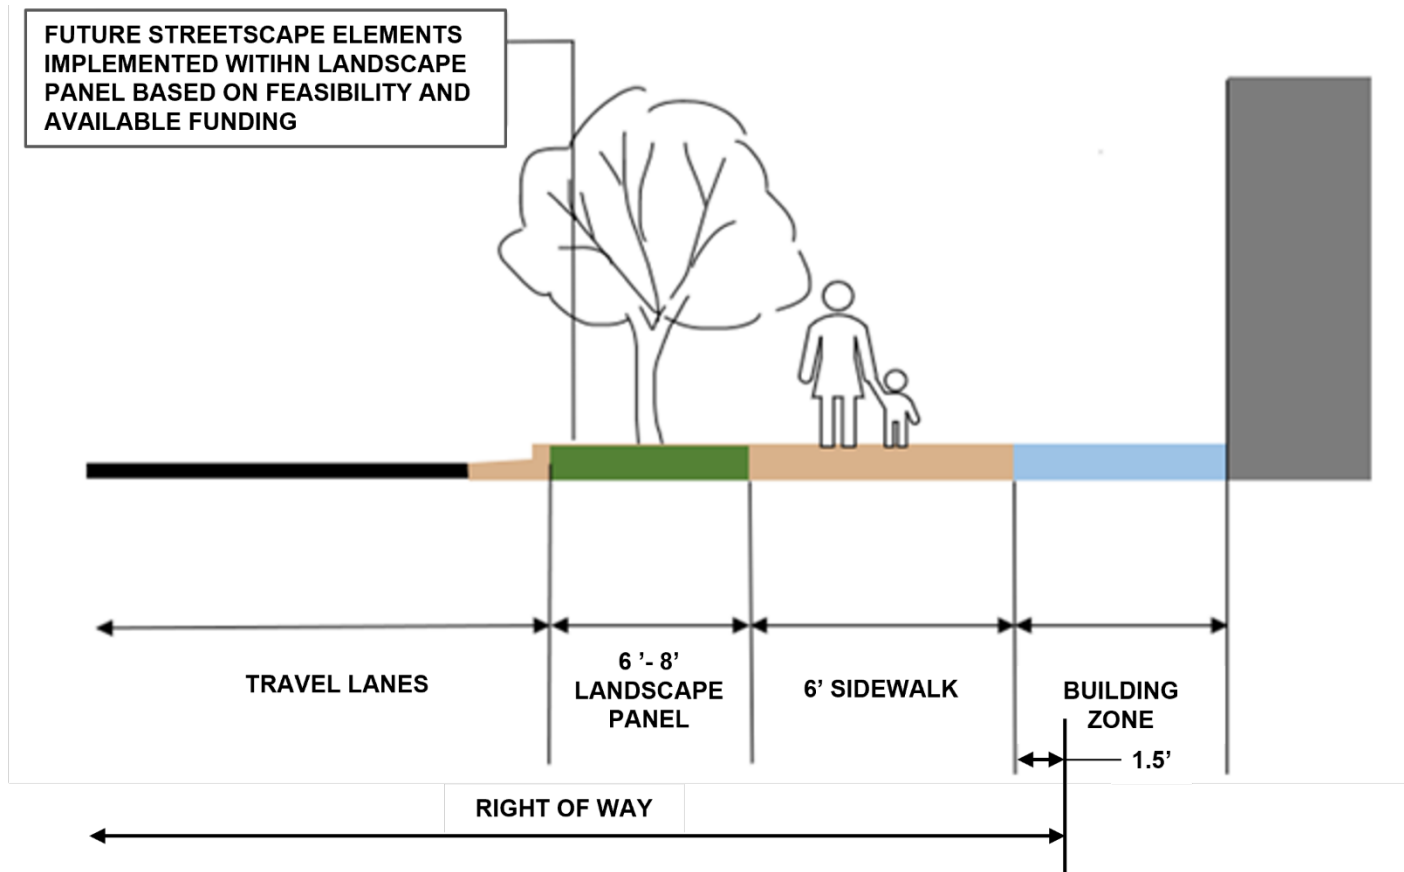 FUTURE STREETSCAPE ELEMENTS
IMPLEMENTED WITIHN LANDSCAPE
PANEL BASED ON FEASIBILITY AND
AVAILABLE FUNDING
TRAVEL LANES
6 ’- 8’
LANDSCAPE
PANEL
6’ SIDEWALK
BUILDING
ZONE
1.5’
RIGHT OF WAY